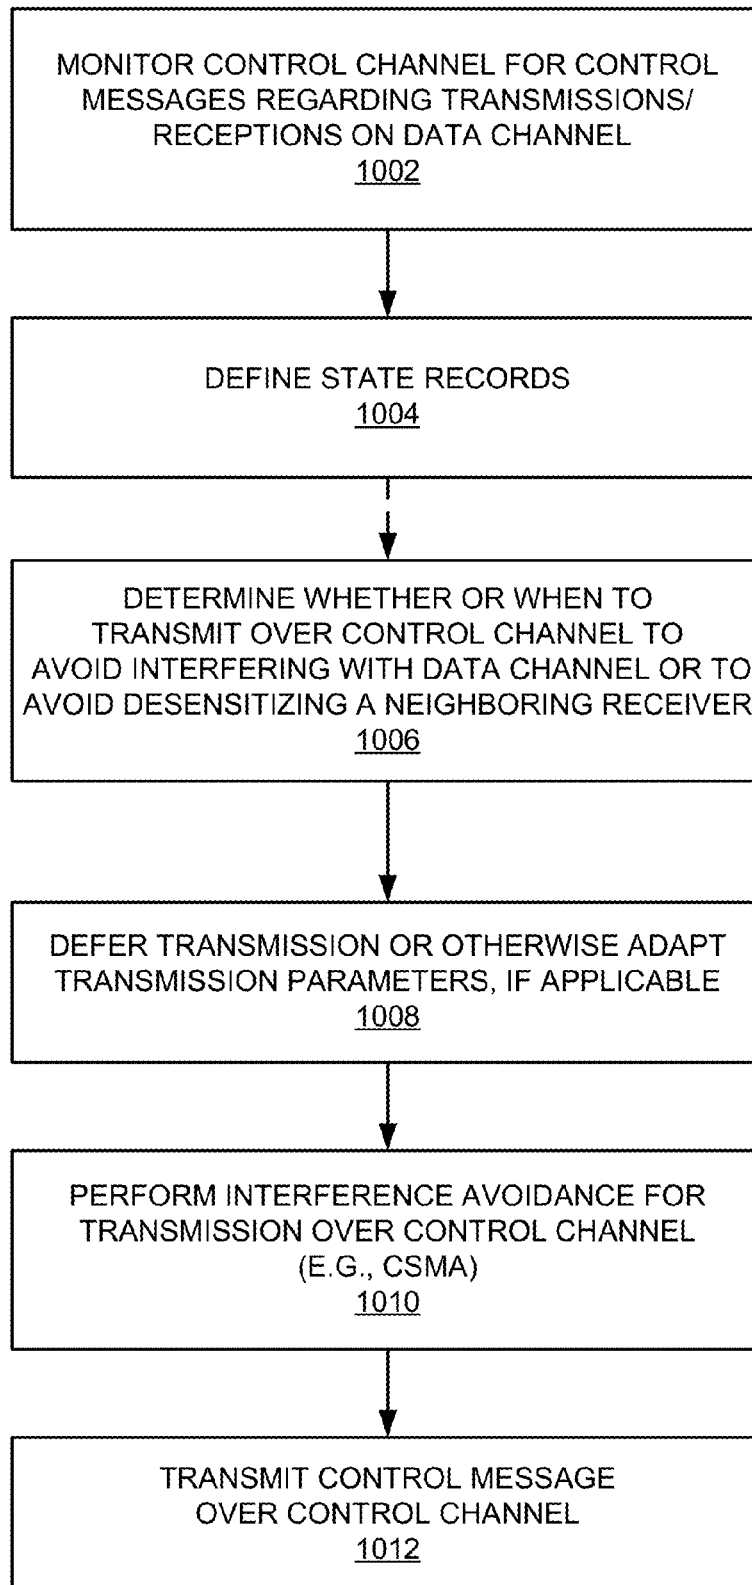 MONITOR CONTROL CHANNEL FOR CONTROL
MESSAGES REGARDING TRANSMISSIONS/
RECEPTIONS ON DATA CHANNEL
1002
DEFINE STATE RECORDS
1004
DETERMINE WHETHER OR WHEN TO
TRANSMIT OVER CONTROL CHANNEL TO
AVOID INTERFERING WITH DATA CHANNEL OR TO
AVOID DESENSITIZING A NEIGHBORING RECEIVER
1006
DEFER TRANSMISSION OR OTHERWISE ADAPT
TRANSMISSION PARAMETERS, IF APPLICABLE
1008
PERFORM INTERFERENCE AVOIDANCE FOR
TRANSMISSION OVER CONTROL CHANNEL
(E.G., CSMA)
1010
TRANSMIT CONTROL MESSAGE
OVER CONTROL CHANNEL
1012